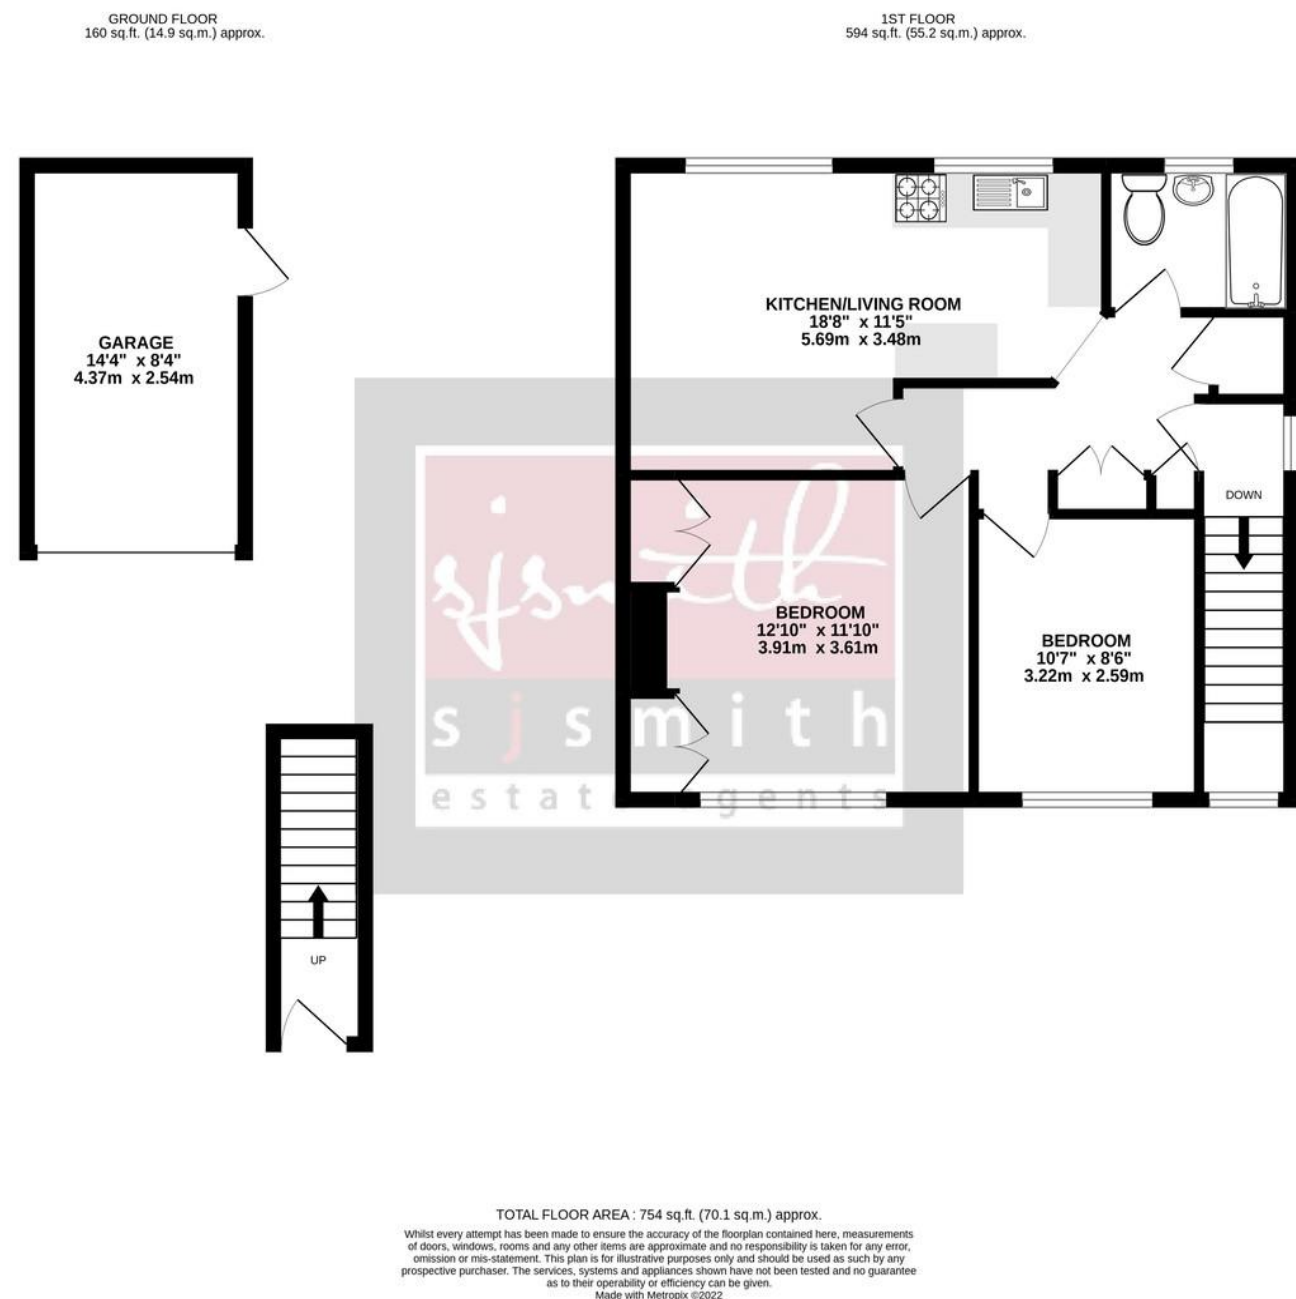 GROUND FLOOR
160 sq.ft. (14.9 sq.m.) approx.
1ST FLOOR
594 sq.ft. (55.2 sq.m.) approx.
GARAGE
14'4" x 8'4"
4.37m x 2.54m
KITCHEN/LIVING ROOM
18'8" x 11'5"
5.69m x 3.48m
DOWN
BEDROOM
12'10" x 11'10"
3.91m x 3.61m
BEDROOM
10'7" x 8'6"
3.22m x 2.59m
sjsmith
sjsmith
estate agents
UP
TOTAL FLOOR AREA : 754 sq.ft. (70.1 sq.m.) approx.
Whilst every attempt has been made to ensure the accuracy of the floorplan contained here, measurements
of doors, windows, rooms and any other items are approximate and no responsibility is taken for any error,
omission or mis-statement. This plan is for illustrative purposes only and should be used as such by any
prospective purchaser. The services, systems and appliances shown have not been tested and no guarantee
as to their operability or efficiency can be given.
Made with Metropix ©2022